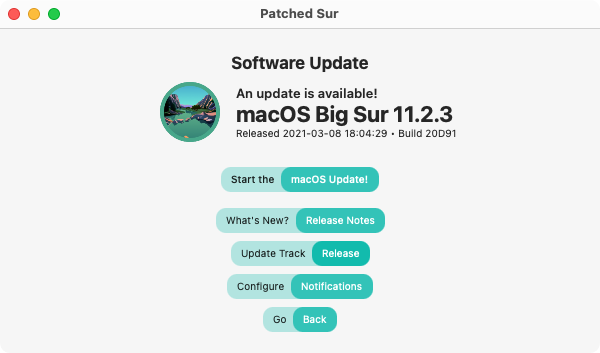 Patched Sur
Software Update
An update is available!
macOS Big Sur 11.2.3
Released 2021-03-08 18:04:29 • Build 20D91
Start the macOS Update!
What's New? Release Notes
Update Track Release
Configure Notifications
Go Back